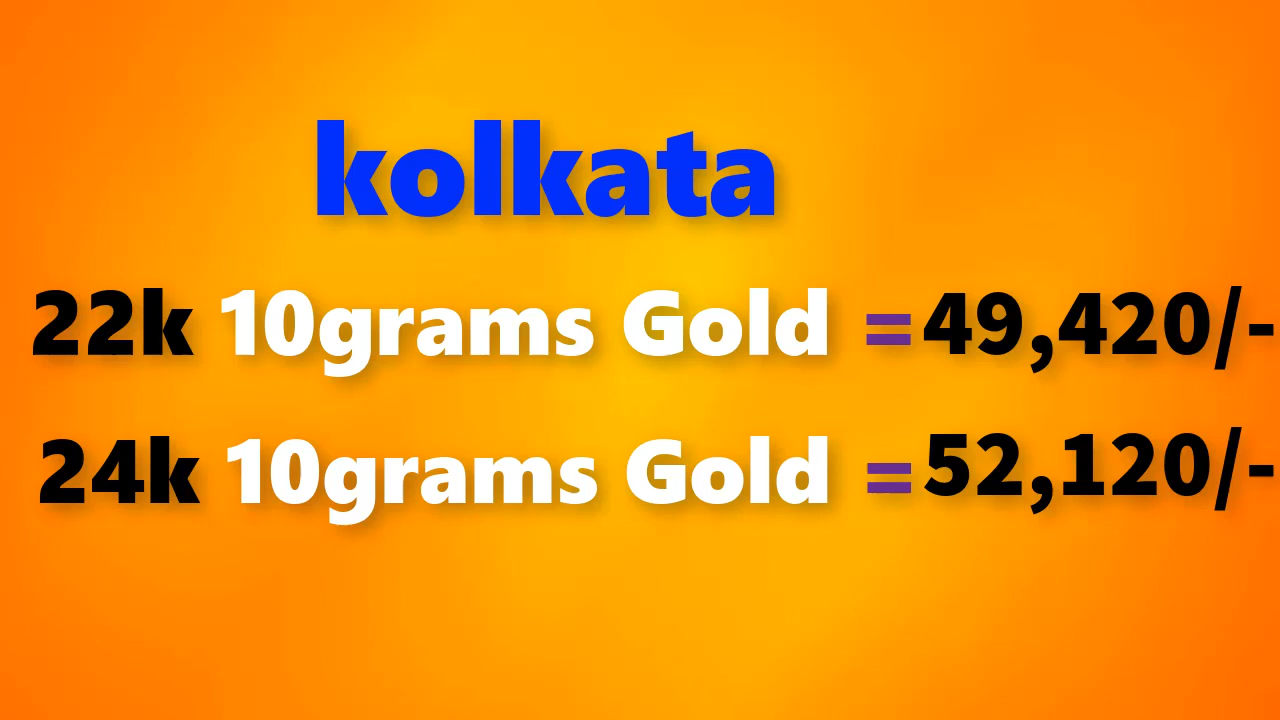 kolkata
22k 10grams Gold =49,420/-
24k 10grams Gold =52,120/-